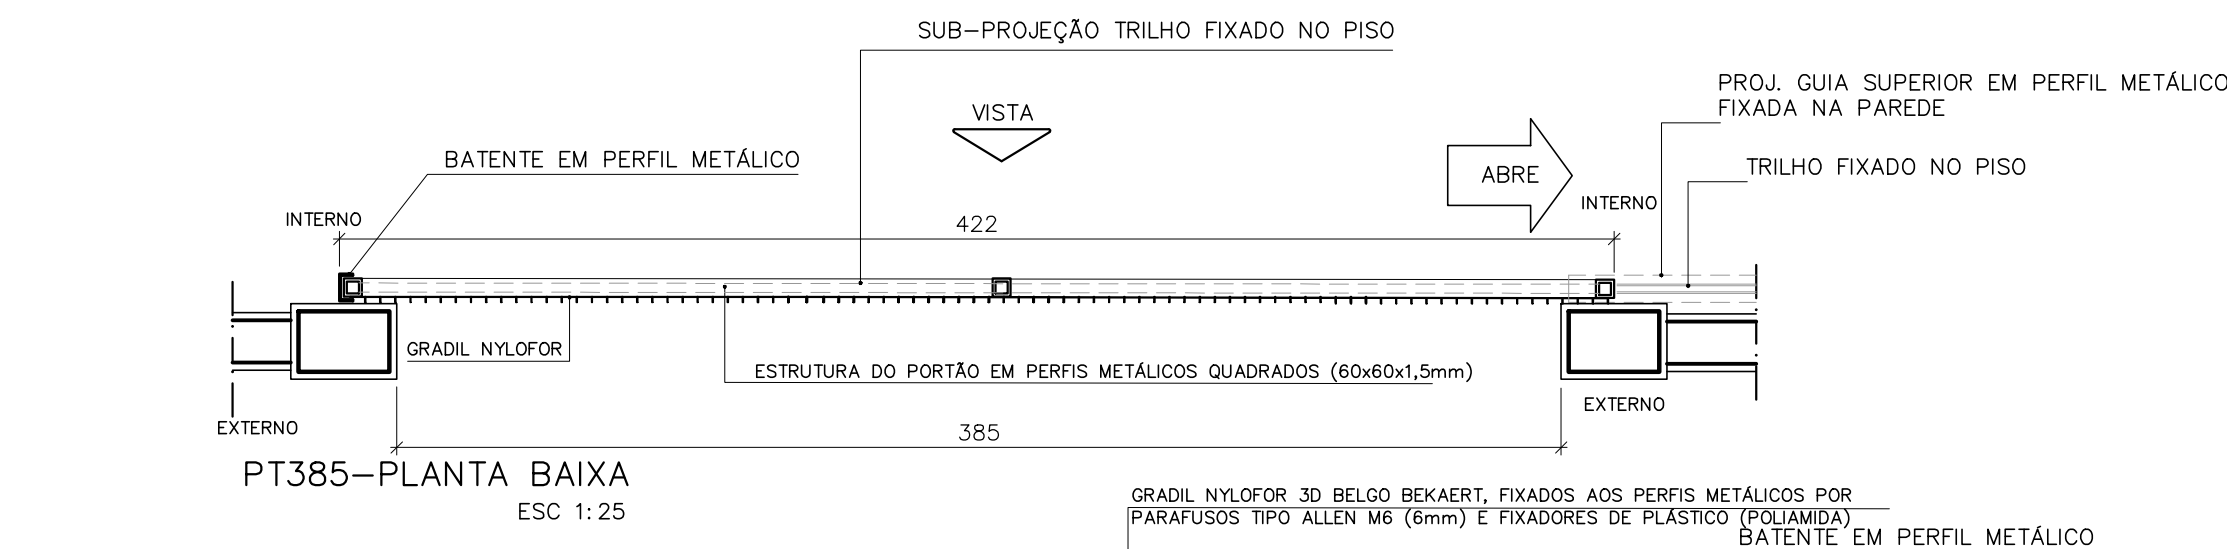 SUB-PROJEÇÃO TRILHO FIXADO NO PISO
PROJ. GUIA SUPERIOR EM PERFIL METÁLICO
FIXADA NA PAREDE
VISTA
BATENTE EM PERFIL METÁLICO
ABRE
TRILHO FIXADO NO PISO
INTERNO
INTERNO
422
GRADIL NYLOFOR
ESTRUTURA DO PORTÃO EM PERFIS METÁLICOS QUADRADOS (60x60x1,5mm)
EXTERNO
EXTERNO
385
PT385-PLANTA BAIXA
ESC 1:25
GRADIL NYLOFOR 3D BELGO BEKAERT, FIXADOS AOS PERFIS METÁLICOS POR
PARAFUSOS TIPO ALLEN M6 (6mm) E FIXADORES DE PLÁSTICO (POLIAMIDA)
BATENTE EM PERFIL METÁLICO